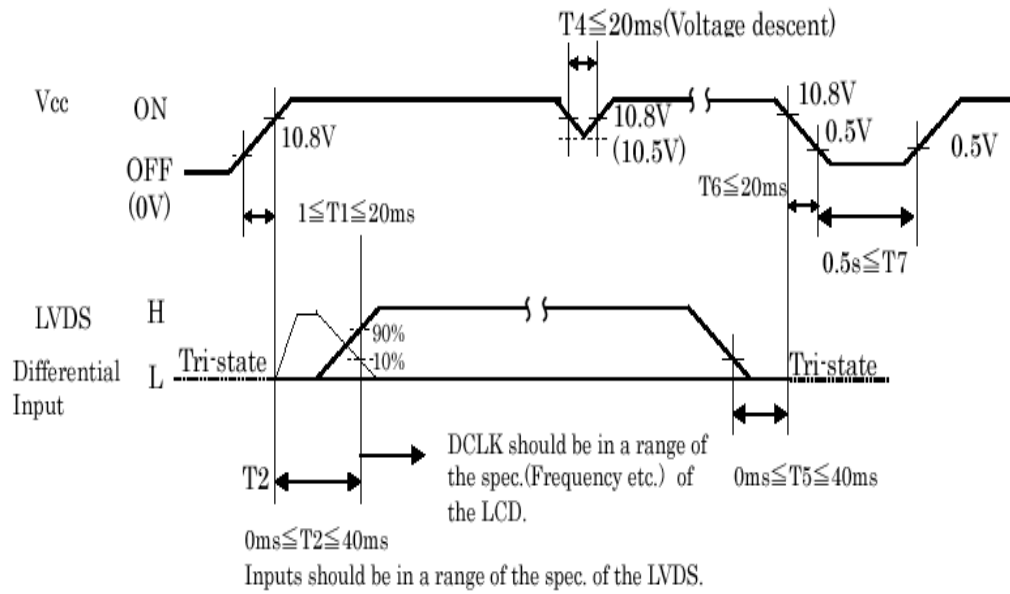 T4≦20ms(Voltage descent)
Vcc
ON
10.8V
10.8V
(10.5V)
10.8V
0.5V
0.5V
OFF
(0V)
T6≦20ms
1≦T1≦20ms
0.5s≦T7
LVDS
Differential
Input
H
90%
10%
Tri-state
L
Tri-state
T2
DCLK should be in a range of
the spec.(Frequency etc.) of
the LCD.
0ms≦T5≦40ms
0ms≦T2≦40ms
Inputs should be in a range of the spec. of the LVDS.